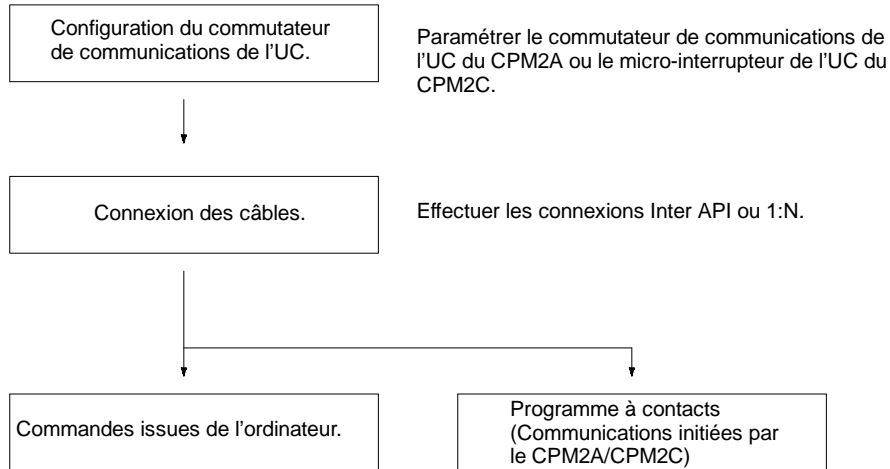 Configuration du commutateur
de communications de l’UC.
Paramétrer le commutateur de communications de
l’UC du CPM2A ou le micro-interrupteur de l’UC du
CPM2C.
Connexion des câbles.
Effectuer les connexions Inter API ou 1:N.
Commandes issues de l’ordinateur.
Programme à contacts
(Communications initiées par
le CPM2A/CPM2C)